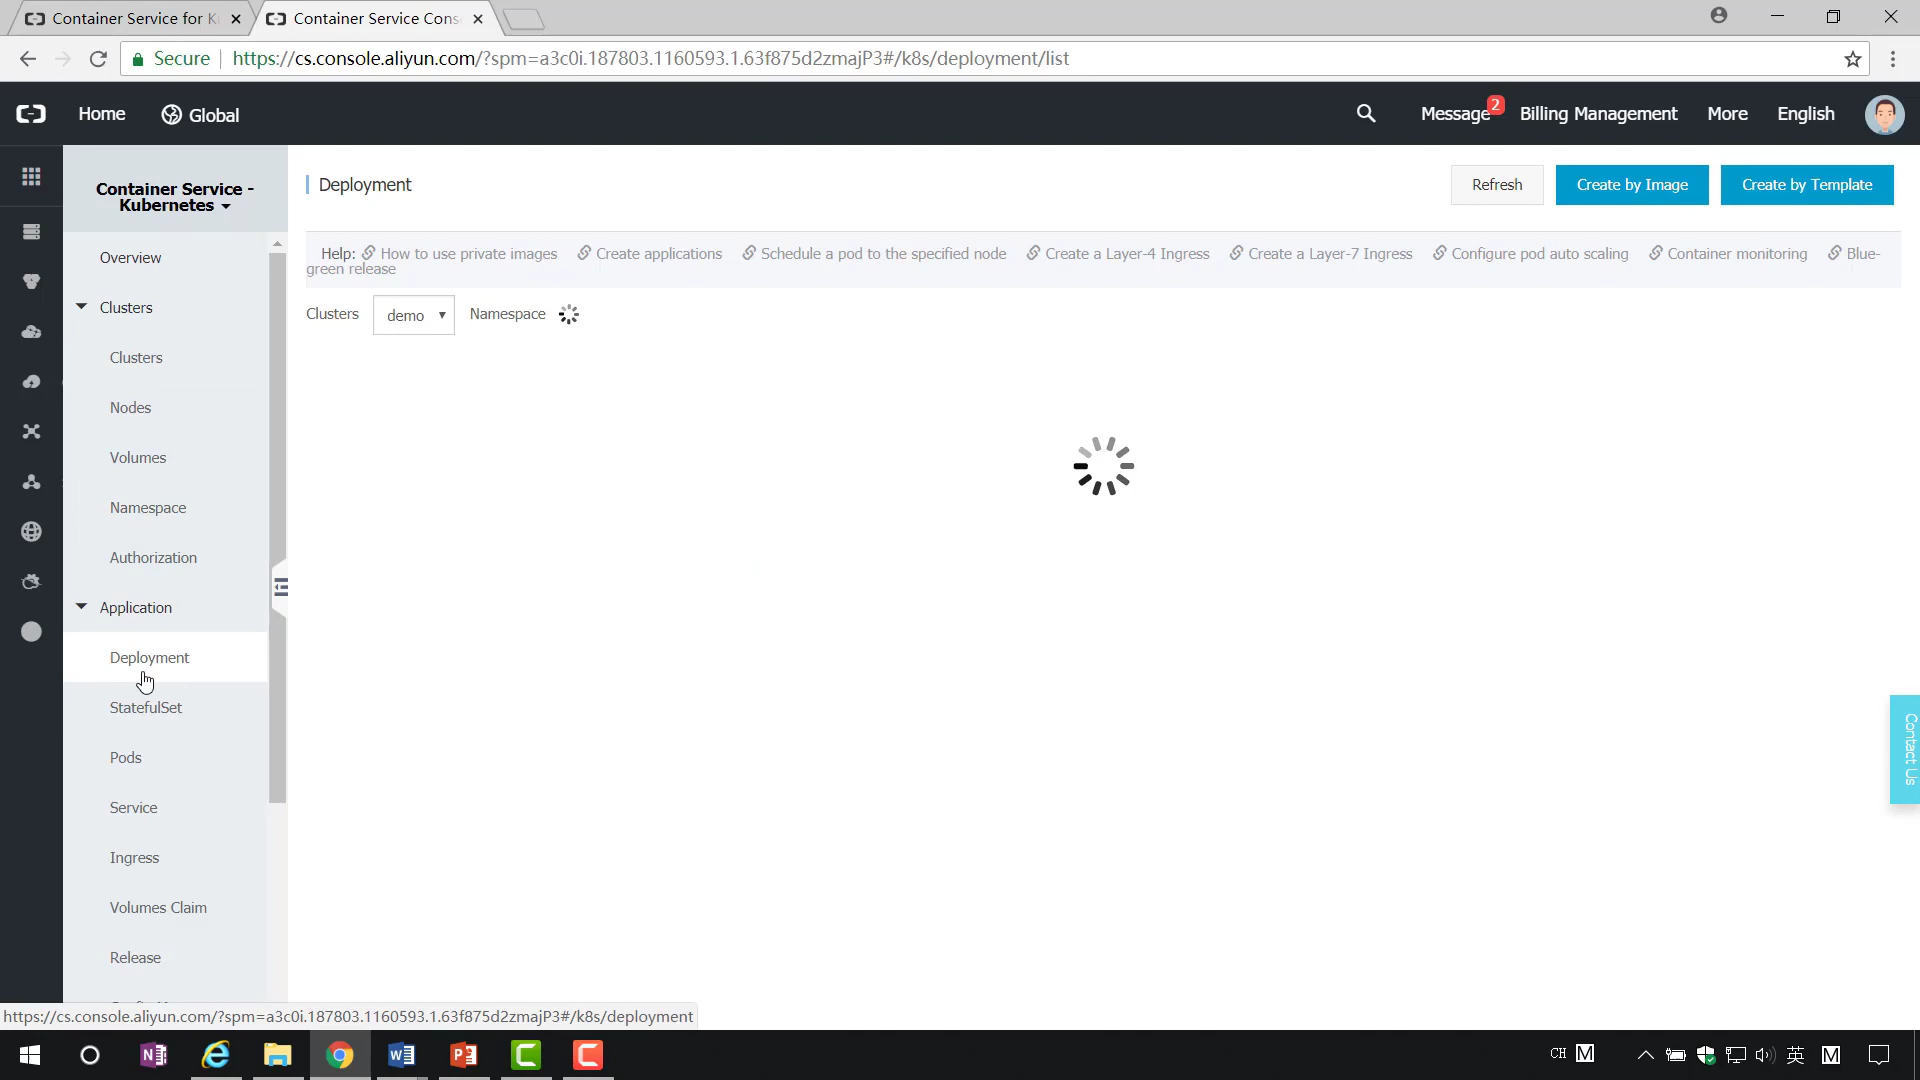 Container Service for K
Container Service Cons
Secure
https://cs.console.aliyun.com/?spm=a3c0i.187803.1160593.1.63f875d2zmajP3#/k8s/deployment/list
Home
Global
Message 2
Billing Management
More
English
Container Service -
Kubernetes
Overview
Clusters
Clusters
Nodes
Volumes
Namespace
Authorization
Application
Deployment
StatefulSet
Pods
Service
Ingress
Volumes Claim
Release
Deployment
Refresh
Create by Image
Create by Template
Help: How to use private images Create applications Schedule a pod to the specified node Create a Layer-4 Ingress Create a Layer-7 Ingress Configure pod auto scaling Container monitoring Blue-
green release
Clusters demo Namespace
Contact Us
https://cs.console.aliyun.com/?spm=a3c0i.187803.1160593.1.63f875d2zmajP3#/k8s/deployment
CH M
英 M